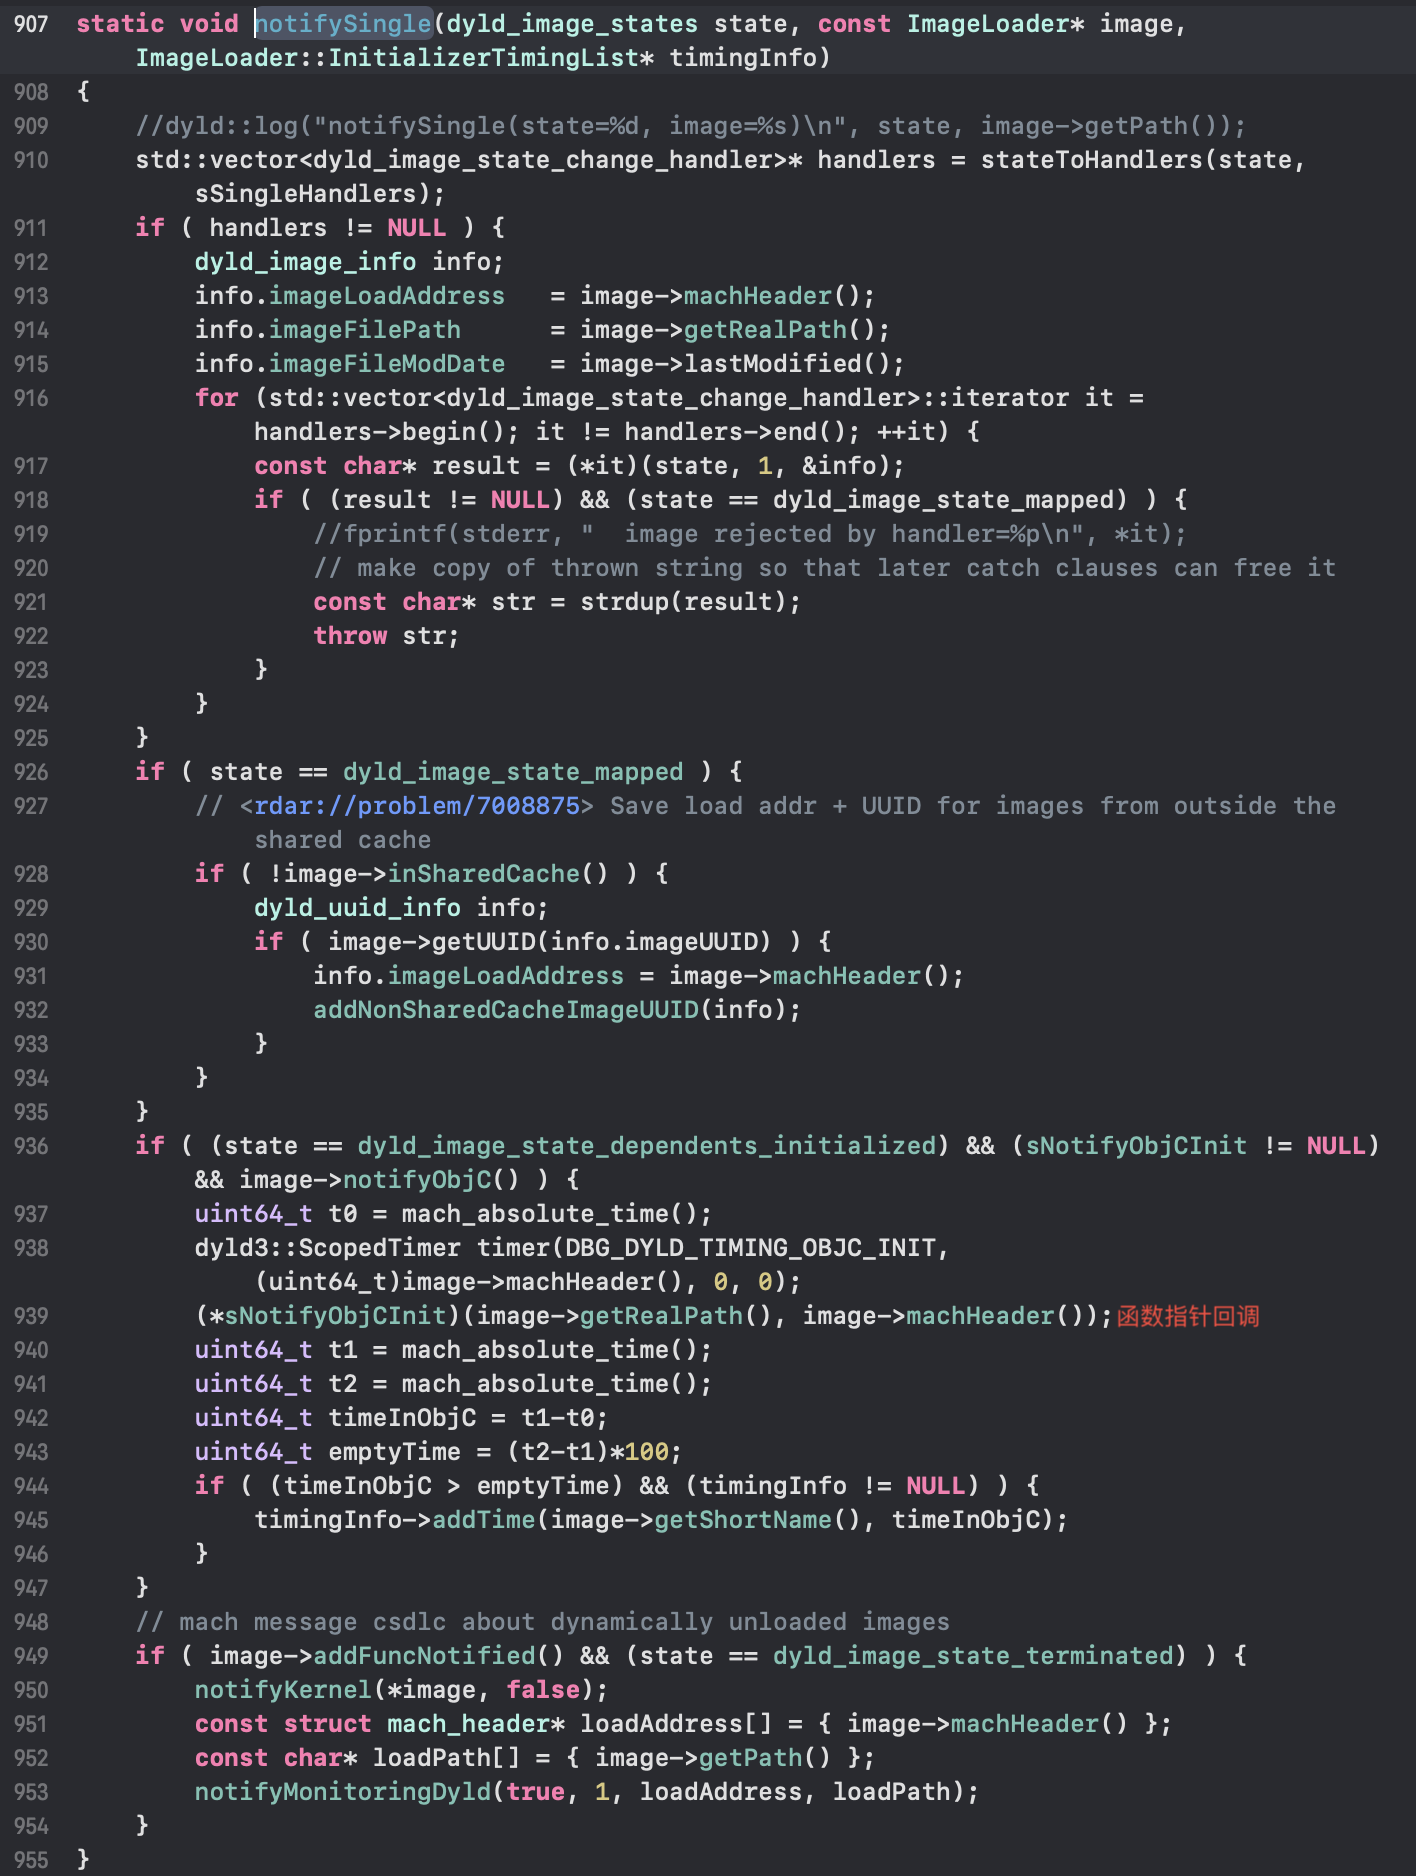 907 static void notifySingle(dyld_image_states state, const ImageLoader* image,
ImageLoader::InitializerTimingList* timingInfo)
908 {
909 //dyld::log("notifySingle(state=%d, image=%s)\n", state, image->getPath());
910 std::vector<dyld_image_state_change_handler>* handlers = stateToHandlers(state,
sSingleHandlers);
911 if ( handlers != NULL ) {
912 dyld_image_info info;
913 info.imageLoadAddress = image->machHeader();
914 info.imageFilePath = image->getRealPath();
915 info.imageFileModDate = image->lastModified();
916 for (std::vector<dyld_image_state_change_handler>::iterator it =
handlers->begin(); it != handlers->end(); ++it) {
917 const char* result = (*it)(state, 1, &info);
918 if ( (result != NULL) && (state == dyld_image_state_mapped) ) {
919 //fprintf(stderr, "  image rejected by handler=%p\n", *it);
920 // make copy of thrown string so that later catch clauses can free it
921 const char* str = strdup(result);
922 throw str;
923 }
924 }
925 }
926 if ( state == dyld_image_state_mapped ) {
927 // <rdar://problem/7008875> Save load addr + UUID for images from outside the
shared cache
928 if ( !image->inSharedCache() ) {
929 dyld_uuid_info info;
930 if ( image->getUUID(info.imageUUID) ) {
931 info.imageLoadAddress = image->machHeader();
932 addNonSharedCacheImageUUID(info);
933 }
934 }
935 }
936 if ( (state == dyld_image_state_dependents_initialized) && (sNotifyObjCInit != NULL)
&& image->notifyObjC() ) {
937 uint64_t t0 = mach_absolute_time();
938 dyld3::ScopedTimer timer(DBG_DYLD_TIMING_OBJC_INIT,
(uint64_t)image->machHeader(), 0, 0);
939 (*sNotifyObjCInit)(image->getRealPath(), image->machHeader());函数指针回调
940 uint64_t t1 = mach_absolute_time();
941 uint64_t t2 = mach_absolute_time();
942 uint64_t timeInObjC = t1-t0;
943 uint64_t emptyTime = (t2-t1)*100;
944 if ( (timeInObjC > emptyTime) && (timingInfo != NULL) ) {
945 timingInfo->addTime(image->getShortName(), timeInObjC);
946 }
947 }
948 // mach message csdlc about dynamically unloaded images
949 if ( image->addFuncNotified() && (state == dyld_image_state_terminated) ) {
950 notifyKernel(*image, false);
951 const struct mach_header* loadAddress[] = { image->machHeader() };
952 const char* loadPath[] = { image->getPath() };
953 notifyMonitoringDyld(true, 1, loadAddress, loadPath);
954 }
955 }